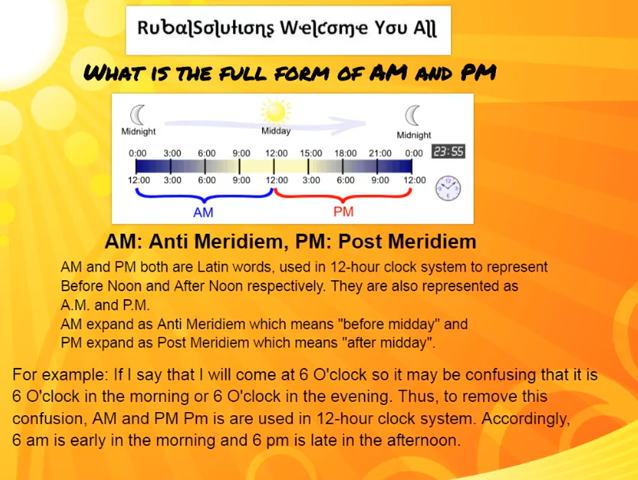 RubalSolutions Welcome You All
What is the full form of AM and PM
Midnight Midday Midnight
0:00 3:00 6:00 9:00 12:00 15:00 18:00 21:00 0:00 23:55
12:00 3:00 6:00 9:00 12:00 3:00 6:00 9:00 12:00
AM PM
AM: Anti Meridiem, PM: Post Meridiem
AM and PM both are Latin words, used in 12-hour clock system to represent
Before Noon and After Noon respectively. They are also represented as
A.M. and P.M.
AM expand as Anti Meridiem which means "before midday" and
PM expand as Post Meridiem which means "after midday".
For example: If I say that I will come at 6 O'clock so it may be confusing that it is
6 O'clock in the morning or 6 O'clock in the evening. Thus, to remove this
confusion, AM and PM Pm is are used in 12-hour clock system. Accordingly,
6 am is early in the morning and 6 pm is late in the afternoon.